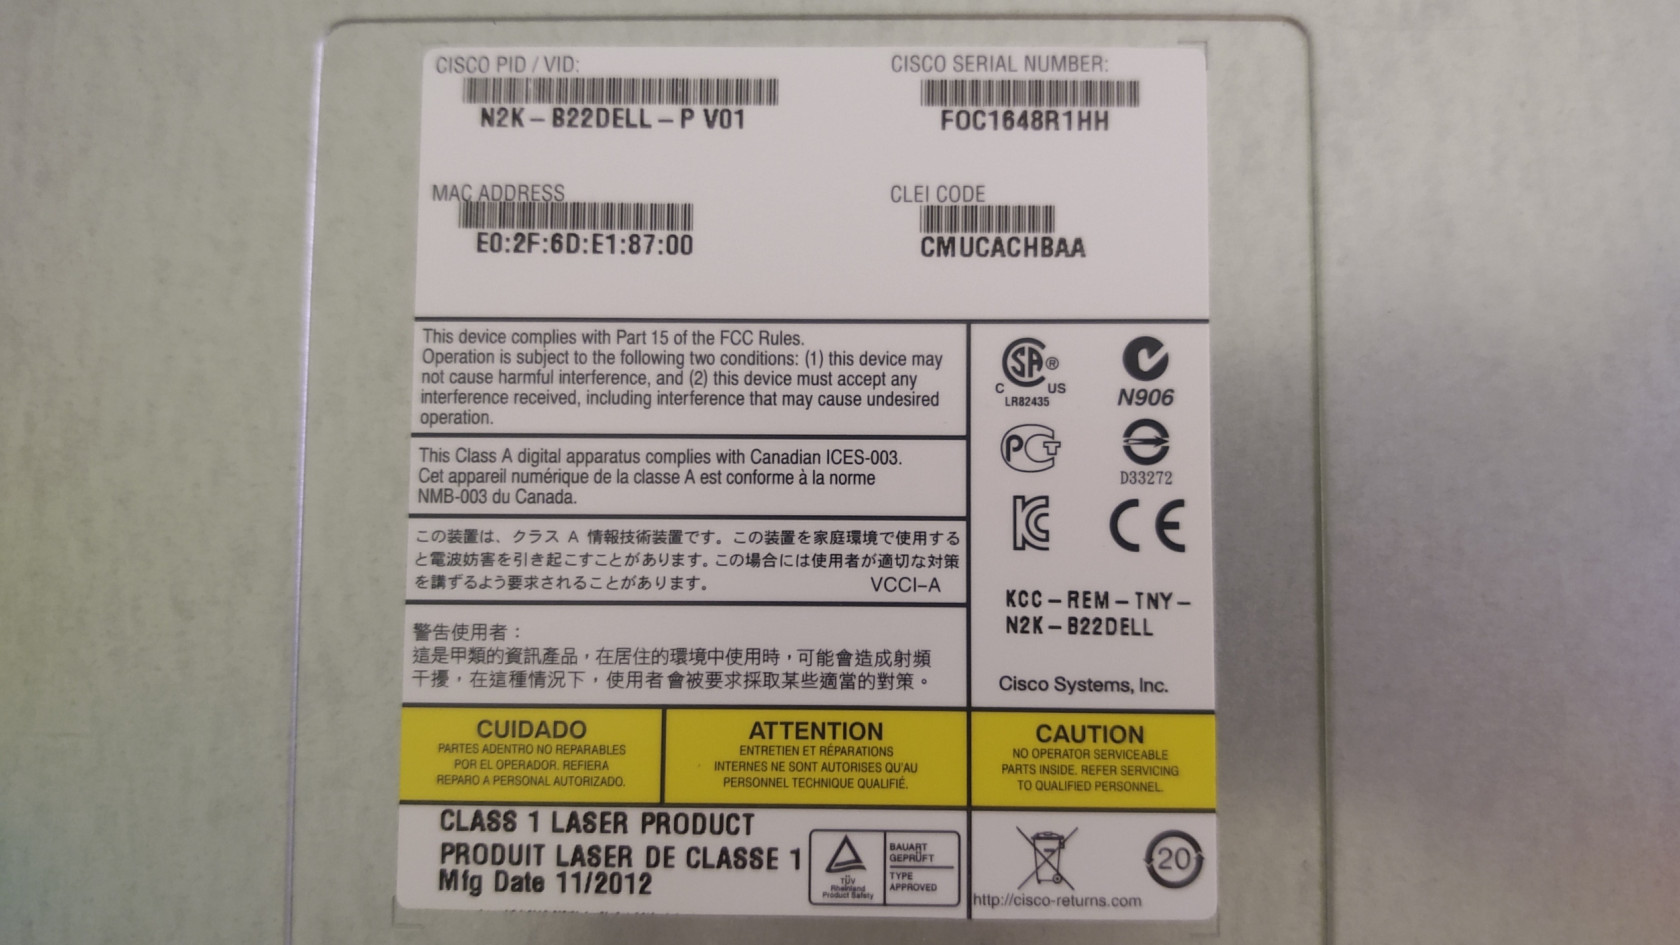 CISCO PID / VID:
N2K-B22DELL-P V01
CISCO SERIAL NUMBER:
FOC1648R1HH
MAC ADDRESS
E0:2F:6D:E1:87:00
CLEI CODE
CMUCACHBAA
This device complies with Part 15 of the FCC Rules.
Operation is subject to the following two conditions: (1) this device may
not cause harmful interference, and (2) this device must accept any
interference received, including interference that may cause undesired
operation.
This Class A digital apparatus complies with Canadian ICES-003.
Cet appareil numérique de la classe A est conforme à la norme
NMB-003 du Canada.
この装置は、クラス A 情報技術装置です。この装置を家庭環境で使用する
と電波妨害を引き起こすことがあります。この場合には使用者が適切な対策
を講ずるよう要求されることがあります。 VCCI-A
警告使用者：
這是甲類的資訊產品，在居住的環境中使用時，可能會造成射頻
干擾，在這種情況下，使用者會被要求採取某些適當的對策。
SA ®
C US
LR82435
N906
PCT
D33272
KC
CE
KCC-REM-TNY-
N2K-B22DELL
Cisco Systems, Inc.
CUIDADO
PARTES ADENTRO NO REPARABLES
POR EL OPERADOR. REFIERA
REPARO A PERSONAL AUTORIZADO.
ATTENTION
ENTRETIEN ET RÉPARATIONS
INTERNES NE SONT AUTORISES QU'AU
PERSONNEL TECHNIQUE QUALIFIÉ.
CAUTION
NO OPERATOR SERVICEABLE
PARTS INSIDE. REFER SERVICING
TO QUALIFIED PERSONNEL.
CLASS 1 LASER PRODUCT
PRODUIT LASER DE CLASSE 1
Mfg Date 11/2012
TÜV
Rheinland
Product Safety
BAUART
GEPRÜFT
TYPE
APPROVED
20
http://cisco-returns.com